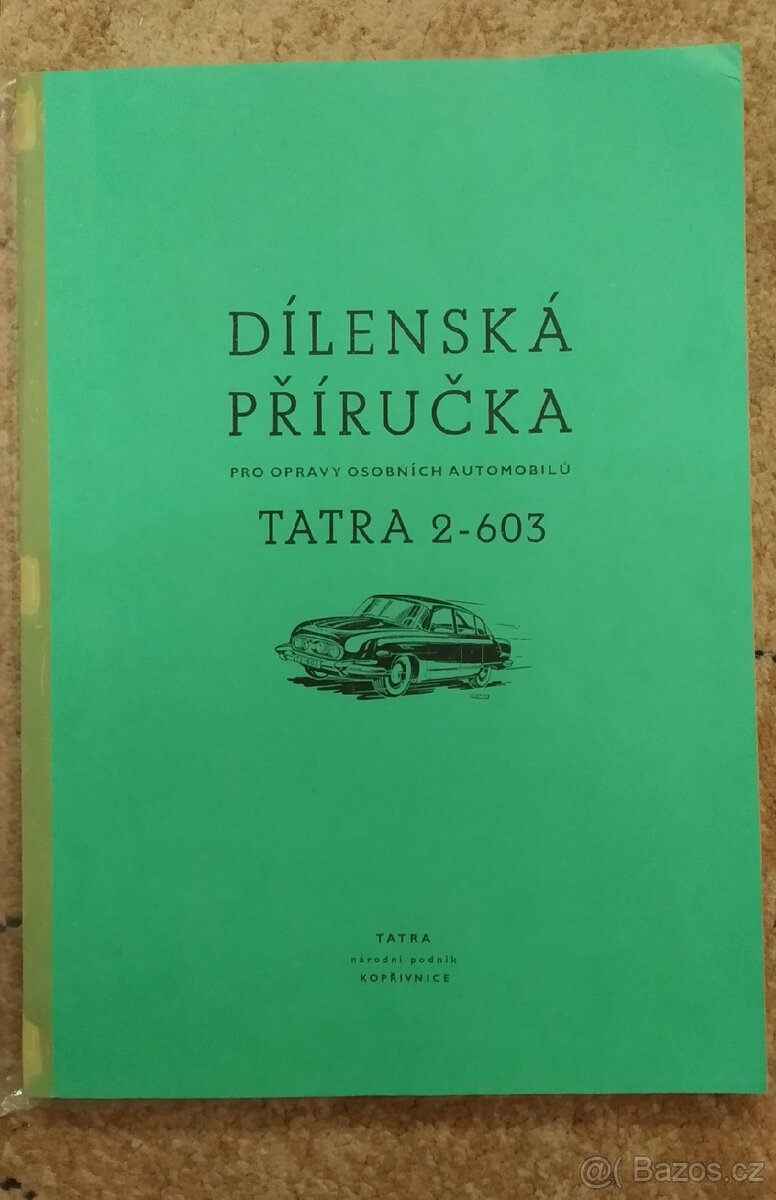 DÍLENSKÁ
PŘÍRUČKA
PRO OPRAVY OSOBNÍCH AUTOMOBILŮ
TATRA 2-603
TATRA
národní podnik
KOPŘIVNICE
@( Bazos.cz